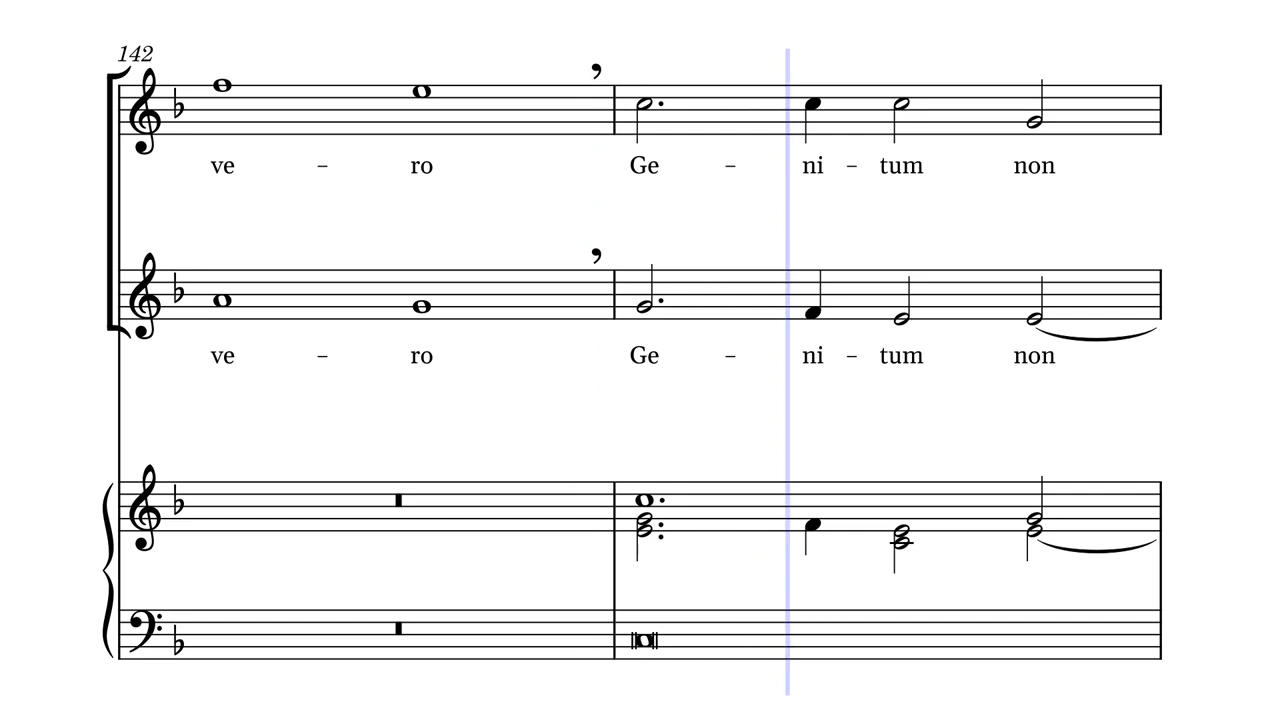 142
ve – ro Ge – ni – tum non
ve – ro Ge – ni – tum non